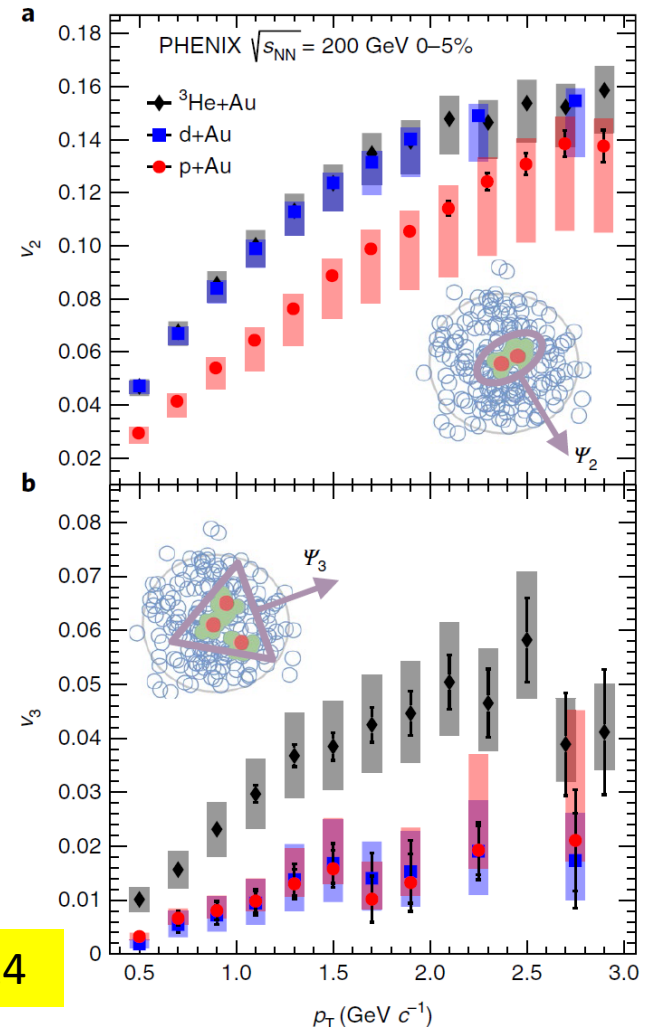 a
PHENIX √sNN = 200 GeV 0–5%
3He+Au
d+Au
p+Au
0.18
0.16
0.14
0.12
0.10
0.08
0.06
0.04
0.02
v2
Ψ2
b
0.08
0.07
0.06
0.05
0.04
0.03
0.02
0.01
0
v3
Ψ3
0.5 1.0 1.5 2.0 2.5 3.0
pT (GeV c−1)
4